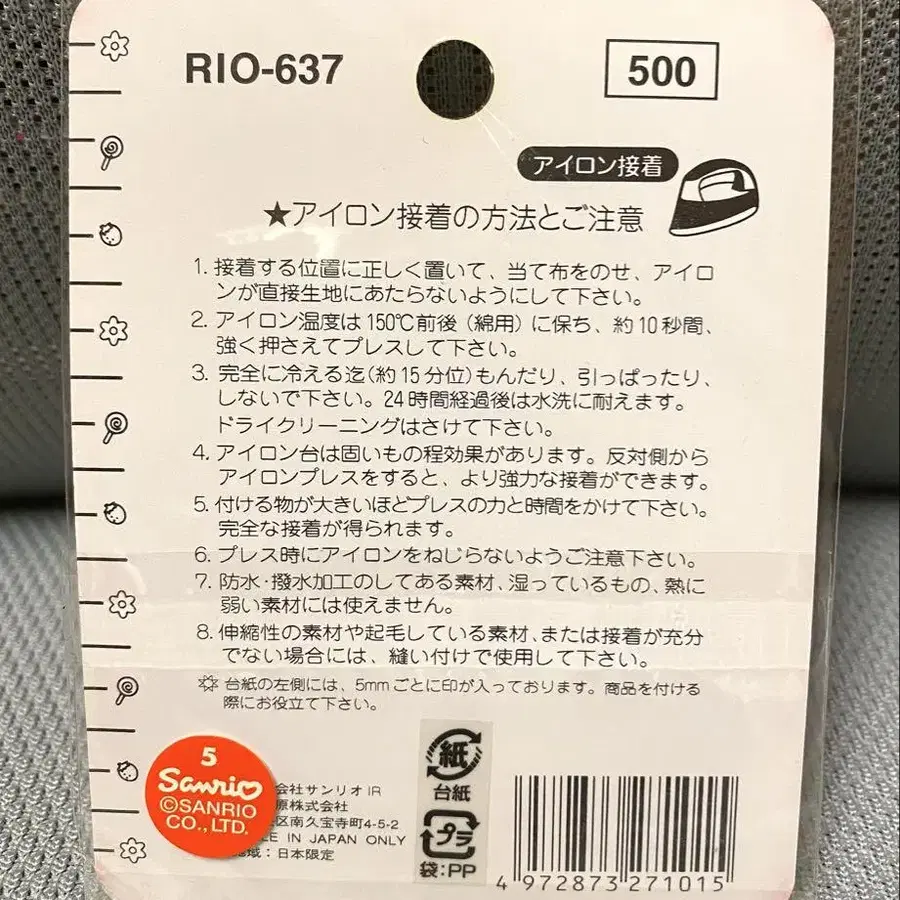 RIO-637
500
アイロン接着
★アイロン接着の方法とご注意
1. 接着する位置に正しく置いて、当て布をのせ、アイロ
ンが直接生地にあたらないようにして下さい。
2. アイロン温度は150℃前後(綿用)に保ち、約10秒間、
強く押さえてプレスして下さい。
3. 完全に冷える迄(約15分位)もんだり、引っぱったり、
しないで下さい。24時間経過後は水洗に耐えます。
ドライクリーニングはさけて下さい。
4. アイロン台は固いもの程効果があります。反対側から
アイロンプレスをすると、より強力な接着ができます。
5. 付ける物が大きいほどプレスの力と時間をかけて下さい。
完全な接着が得られます。
6. プレス時にアイロンをねじらないようご注意下さい。
7. 防水・撥水加工のしてある素材、湿っているもの、熱に
弱い素材には使えません。
8. 伸縮性の素材や起毛している素材、または接着が充分
でない場合には、縫い付けで使用して下さい。
台紙の左側には、5mmごとに印が入っております。商品を付ける
際にお役立て下さい。
5
Sanrio
©SANRIO
CO., LTD.
会社サンリオ IR
原株式会社
区南久宝寺町4-5-2
IN JAPAN ONLY
地域：日本限定
紙
台紙
プラ
袋:PP
4 972873 271015